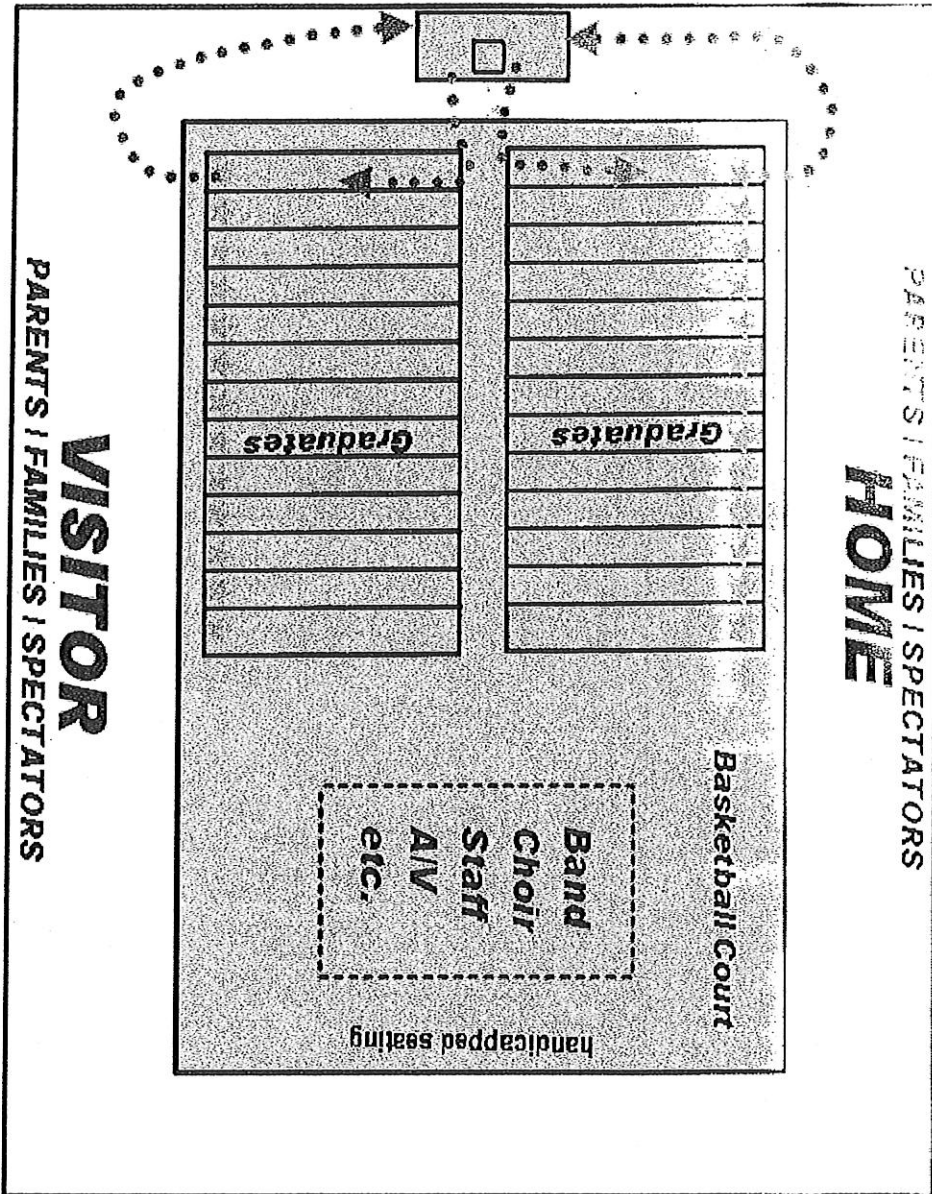 PARENTS / FAMILIES / SPECTATORS
HOME
Graduates
Graduates
Basketball Court
Band
Choir
Staff
A/V
etc.
handicapped seating
VISITOR
PARENTS / FAMILIES / SPECTATORS